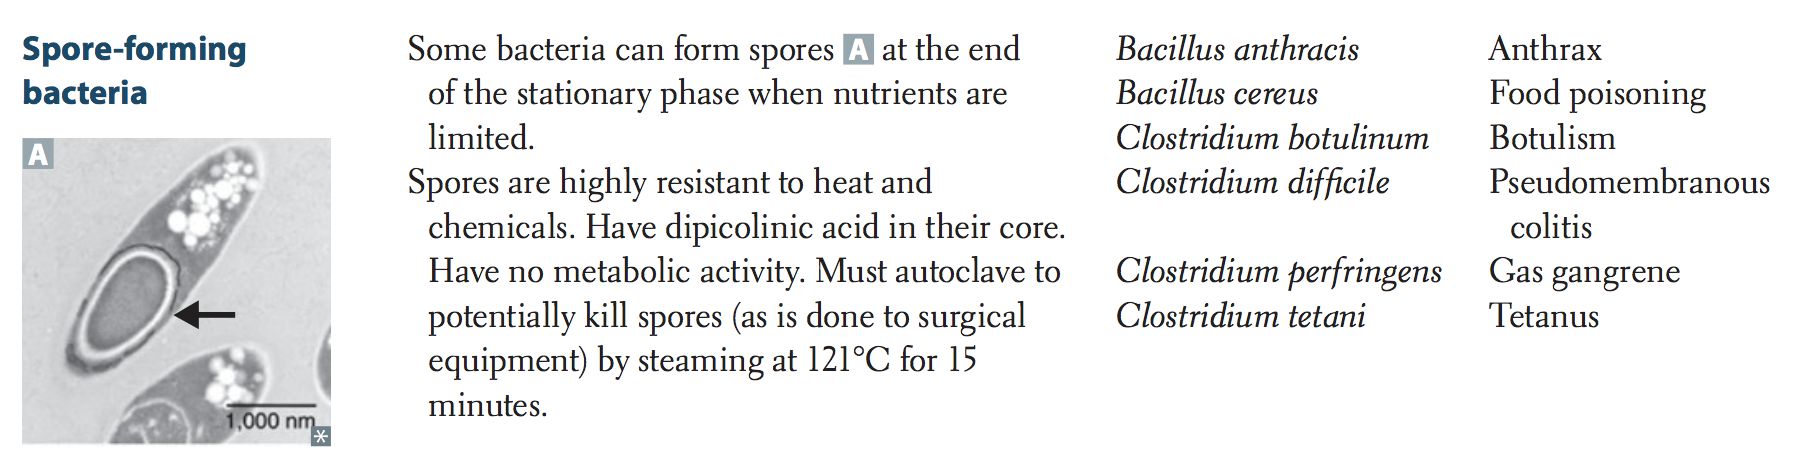 Spore-forming
bacteria
A
1,000 nm
*
Some bacteria can form spores A at the end
of the stationary phase when nutrients are
limited.
Spores are highly resistant to heat and
chemicals. Have dipicolinic acid in their core.
Have no metabolic activity. Must autoclave to
potentially kill spores (as is done to surgical
equipment) by steaming at 121°C for 15
minutes.
Bacillus anthracis Anthrax
Bacillus cereus Food poisoning
Clostridium botulinum Botulism
Clostridium difficile Pseudomembranous
colitis
Clostridium perfringens Gas gangrene
Clostridium tetani Tetanus